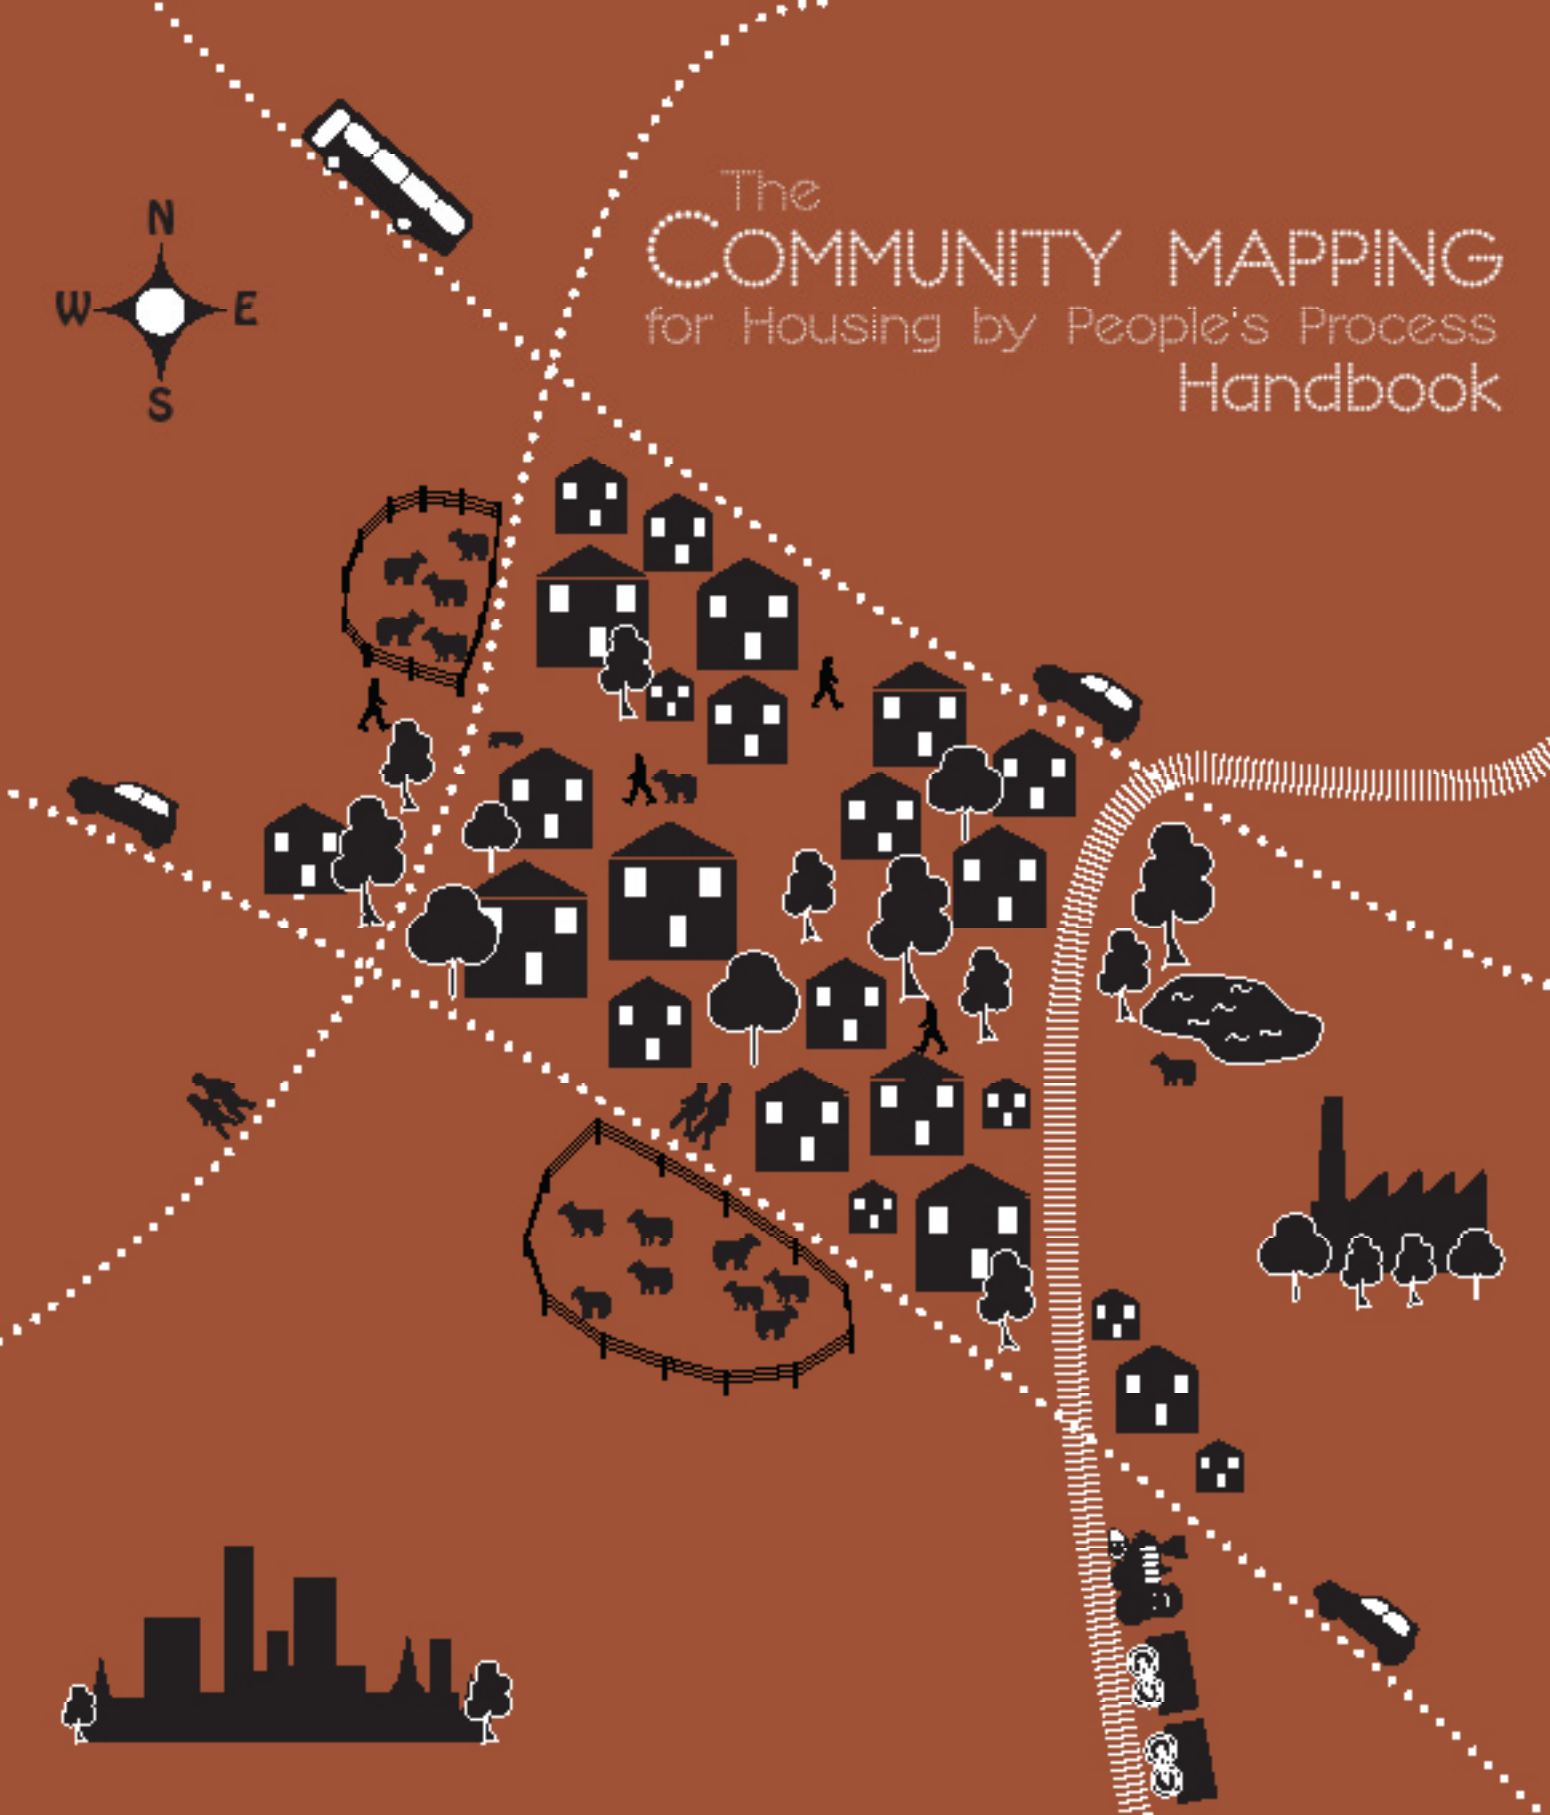 The
COMMUNITY MAPPING
for Housing by People's Process
Handbook
N
W E
S